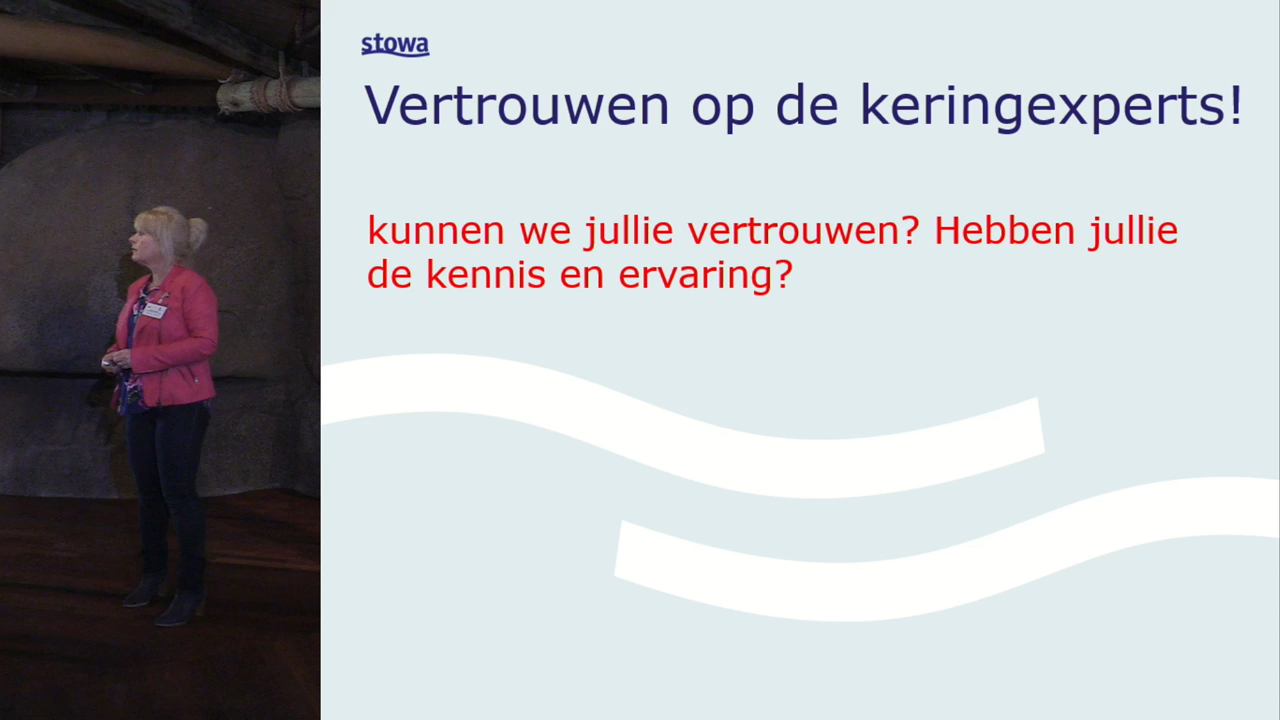 stowa
Vertrouwen op de keringexperts!
kunnen we jullie vertrouwen? Hebben jullie
de kennis en ervaring?